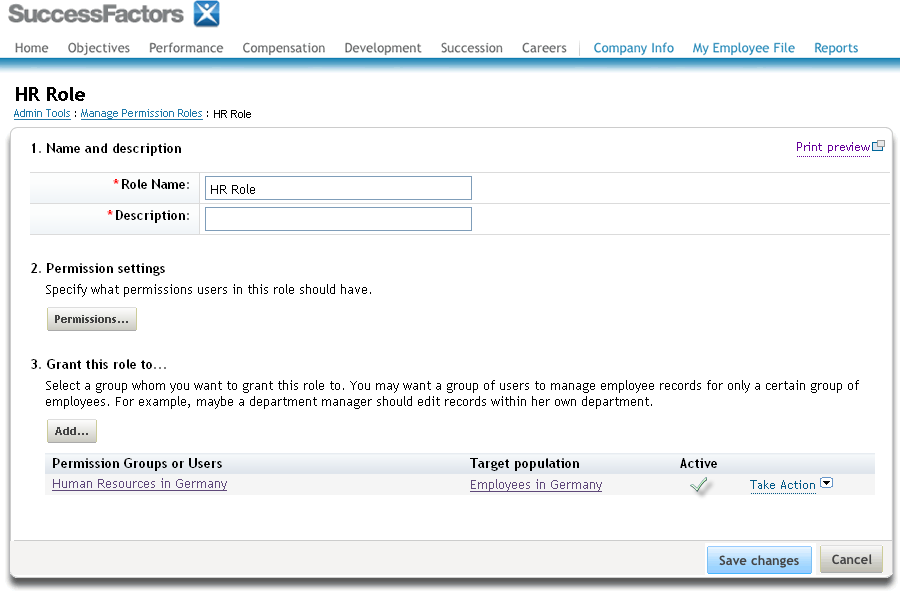 SuccessFactors
Home Objectives Performance Compensation Development Succession Careers Company Info My Employee File Reports
HR Role
Admin Tools : Manage Permission Roles : HR Role
1. Name and description Print preview
*Role Name: HR Role
*Description:
2. Permission settings
Specify what permissions users in this role should have.
Permissions...
3. Grant this role to...
Select a group whom you want to grant this role to. You may want a group of users to manage employee records for only a certain group of
employees. For example, maybe a department manager should edit records within her own department.
Add...
Permission Groups or Users Target population Active
Human Resources in Germany Employees in Germany Take Action
Save changes Cancel